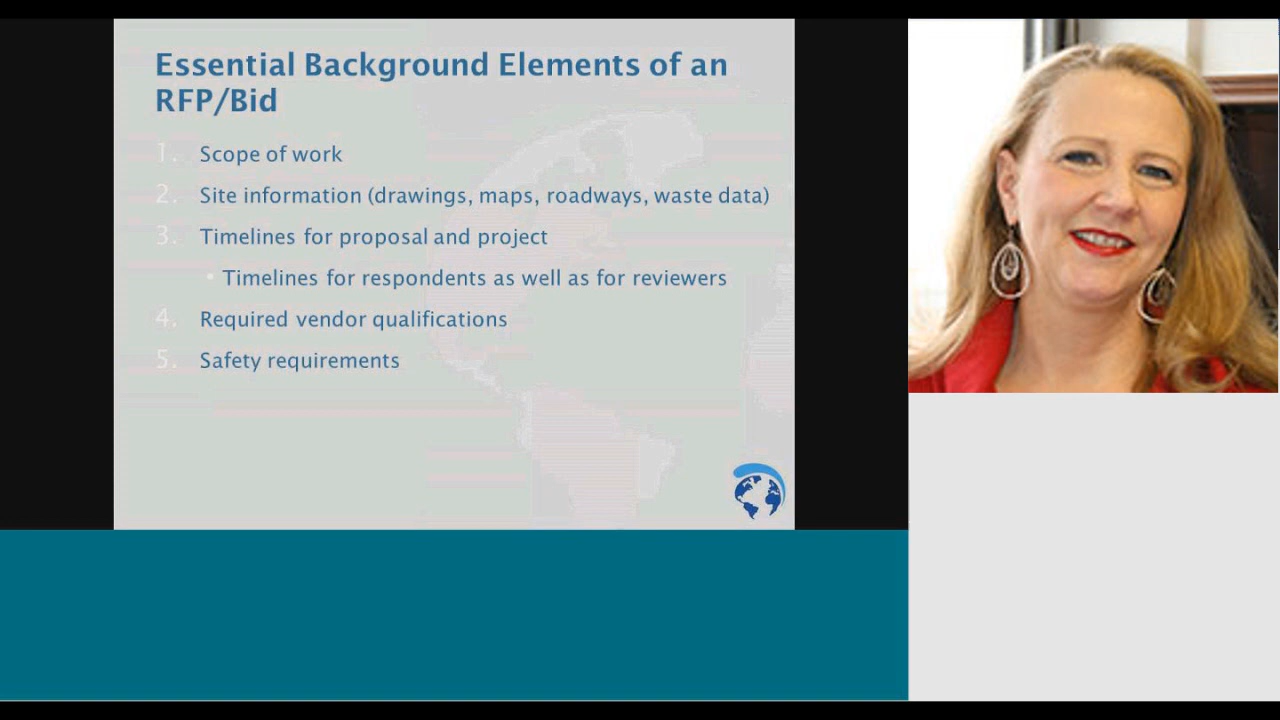 Essential Background Elements of an
RFP/Bid
1. Scope of work
2. Site information (drawings, maps, roadways, waste data)
3. Timelines for proposal and project
• Timelines for respondents as well as for reviewers
4. Required vendor qualifications
5. Safety requirements